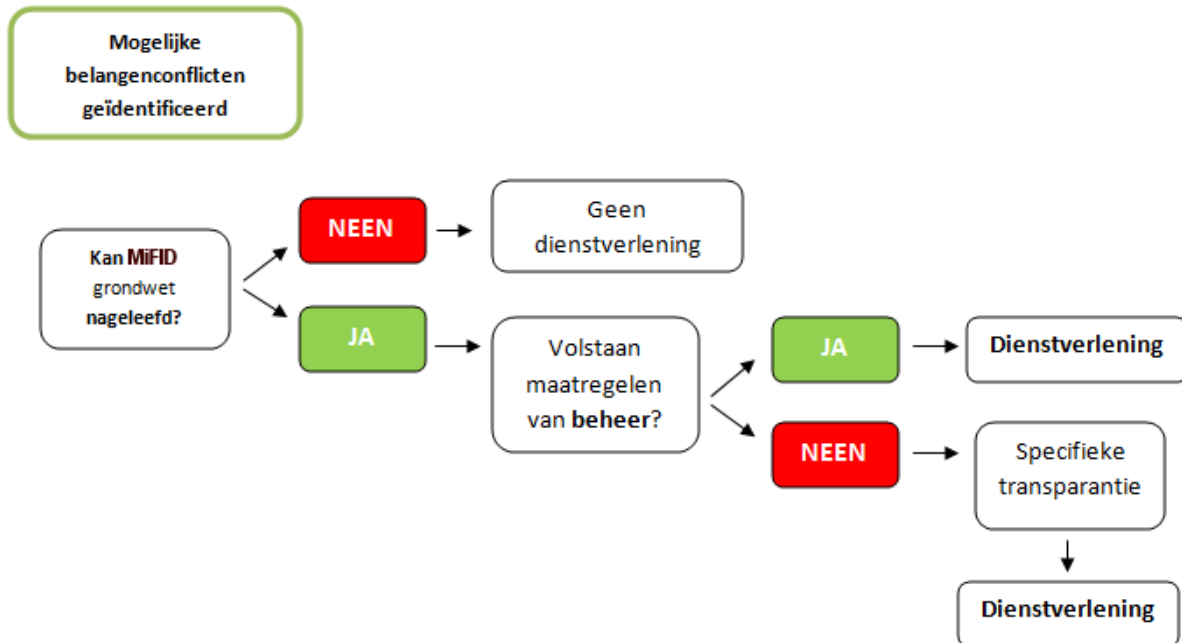 Mogelijke
belangenconflicten
geïdentificeerd
NEEN
Geen
dienstverlening
Kan MiFID
grondwet
nageleefd?
JA
Volstaan
maatregelen
van beheer?
JA
Dienstverlening
NEEN
Specifieke
transparantie
Dienstverlening